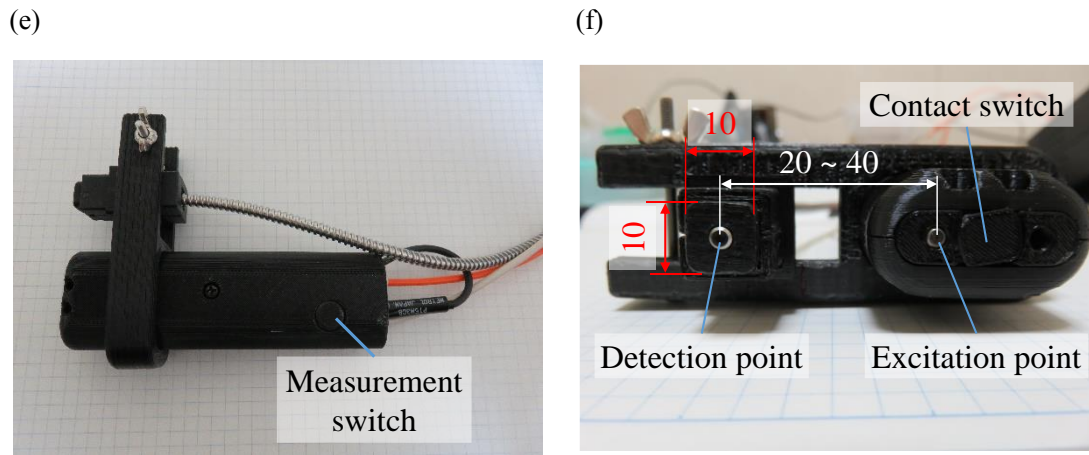 (e)
(f)
Measurement
switch
Contact switch
10
20 ~ 40
10
Detection point
Excitation point